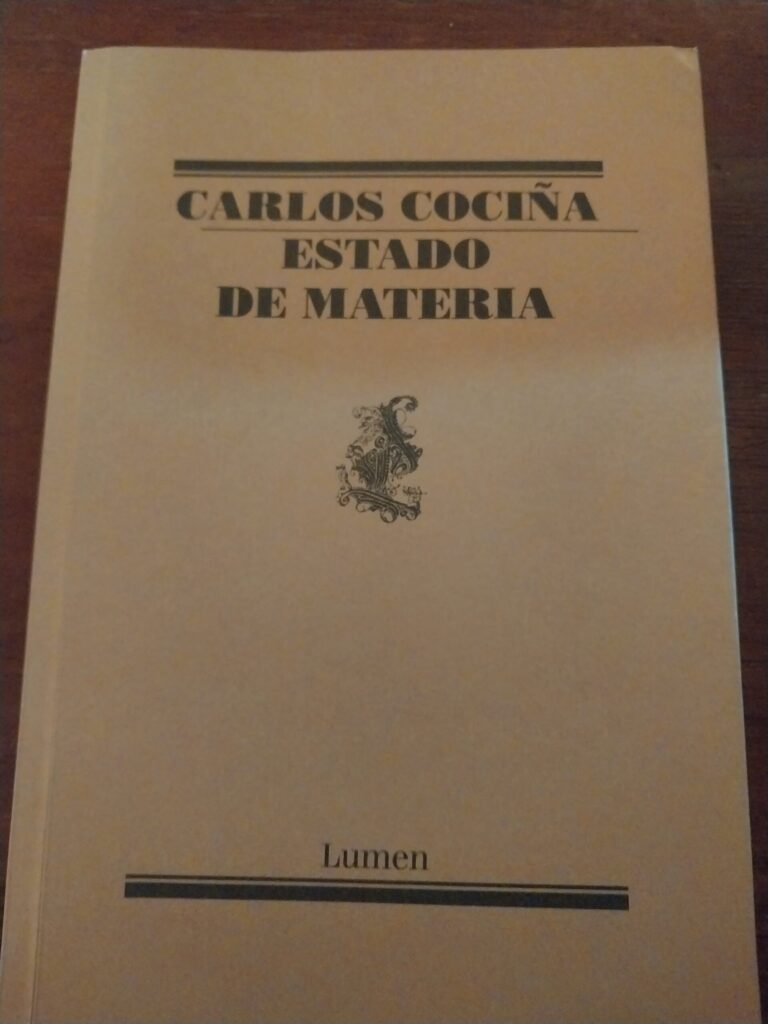 CARLOS COCIÑA
ESTADO
DE MATERIA
Lumen